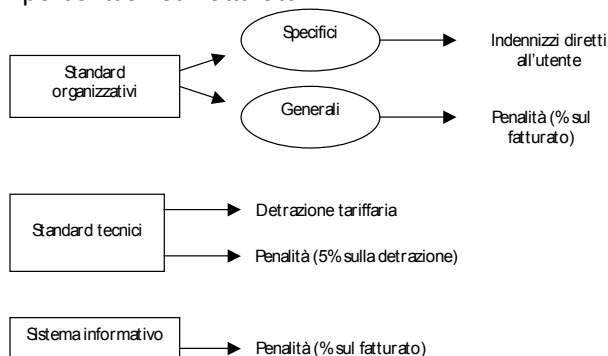 Specifici
Indennizzi diretti
all'utente
Standard
organizzativi
Generali
Penalità (% sul
fatturato)
Standard tecnici
Detrazione tariffaria
Penalità (5% sulla detrazione)
Sistema informativo
Penalità (% sul fatturato)